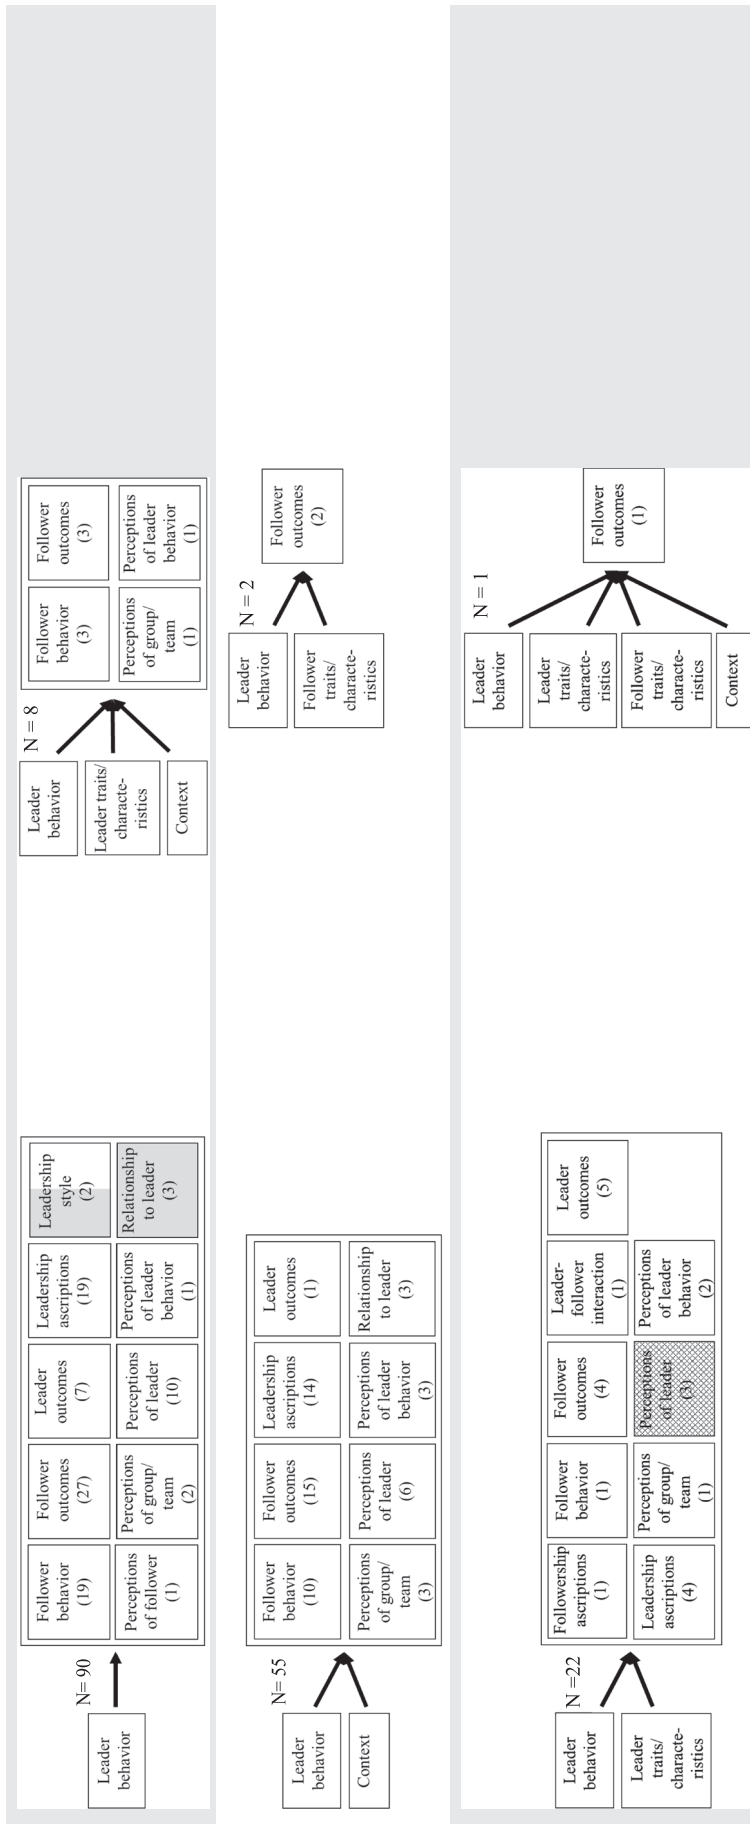 Leader
behavior
N= 90
Follower
behavior
(19)
Follower
outcomes
(27)
Leader
outcomes
(7)
Leadership
ascriptions
(19)
Leadership
style
(2)
Perceptions
of follower
(1)
Perceptions
of group/
team
(2)
Perceptions
of leader
(10)
Perceptions
of leader
behavior
(1)
Relationship
to leader
(3)
Leader
behavior
Leader traits/
characte-
ristics
Context
N = 8
Follower
behavior
(3)
Follower
outcomes
(3)
Perceptions
of group/
team
(1)
Perceptions
of leader
behavior
(1)
Leader
behavior
Context
N= 55
Follower
behavior
(10)
Follower
outcomes
(15)
Leadership
ascriptions
(14)
Leader
outcomes
(1)
Perceptions
of group/
team
(3)
Perceptions
of leader
(6)
Perceptions
of leader
behavior
(3)
Relationship
to leader
(3)
Leader
behavior
Follower
traits/
characte-
ristics
N = 2
Follower
outcomes
(2)
Leader
behavior
Leader
traits/
characte-
ristics
N =22
Followership
ascriptions
(1)
Follower
behavior
(1)
Follower
outcomes
(4)
Leader-
follower
interaction
(1)
Leader
outcomes
(5)
Leadership
ascriptions
(4)
Perceptions
of group/
team
(1)
Perceptions
of leader
(3)
Perceptions
of leader
behavior
(2)
Leader
behavior
Leader
traits/
characte-
ristics
Follower
traits/
characte-
ristics
Context
N = 1
Follower
outcomes
(1)